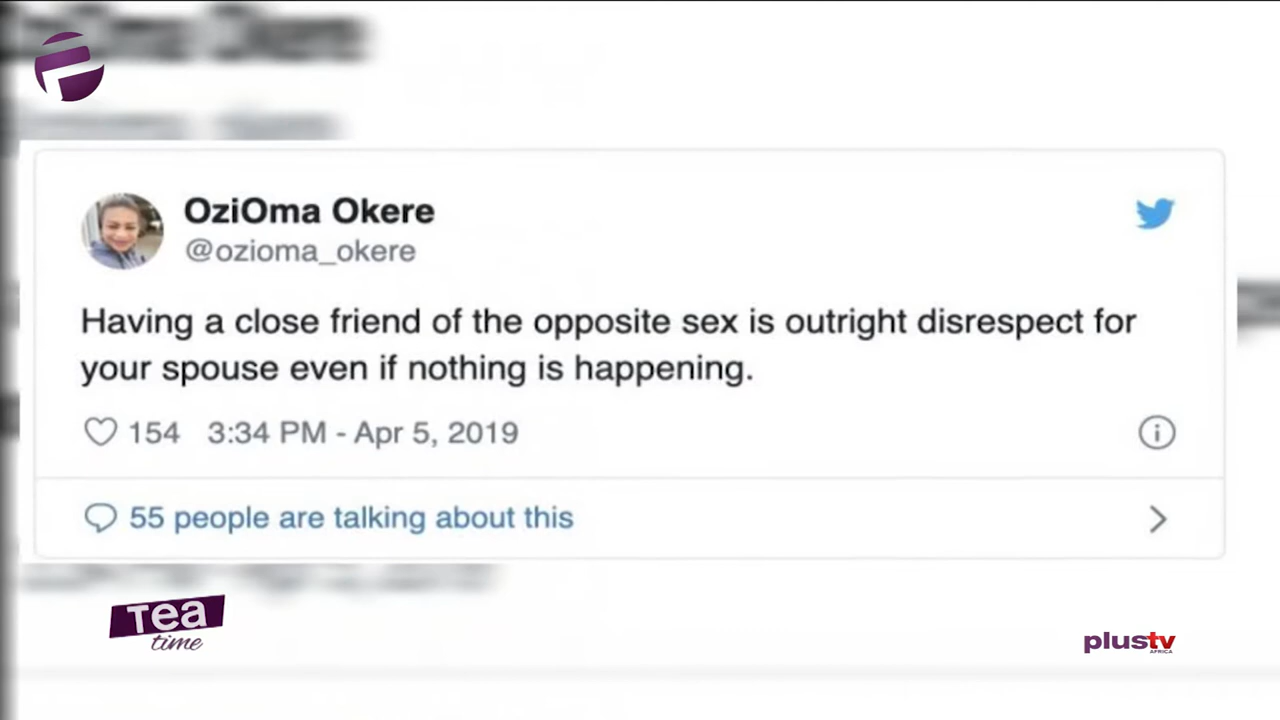 OziOma Okere
@ozioma_okere
Having a close friend of the opposite sex is outright disrespect for
your spouse even if nothing is happening.
154 3:34 PM - Apr 5, 2019
55 people are talking about this
Tea
time
plustv
AFRICA